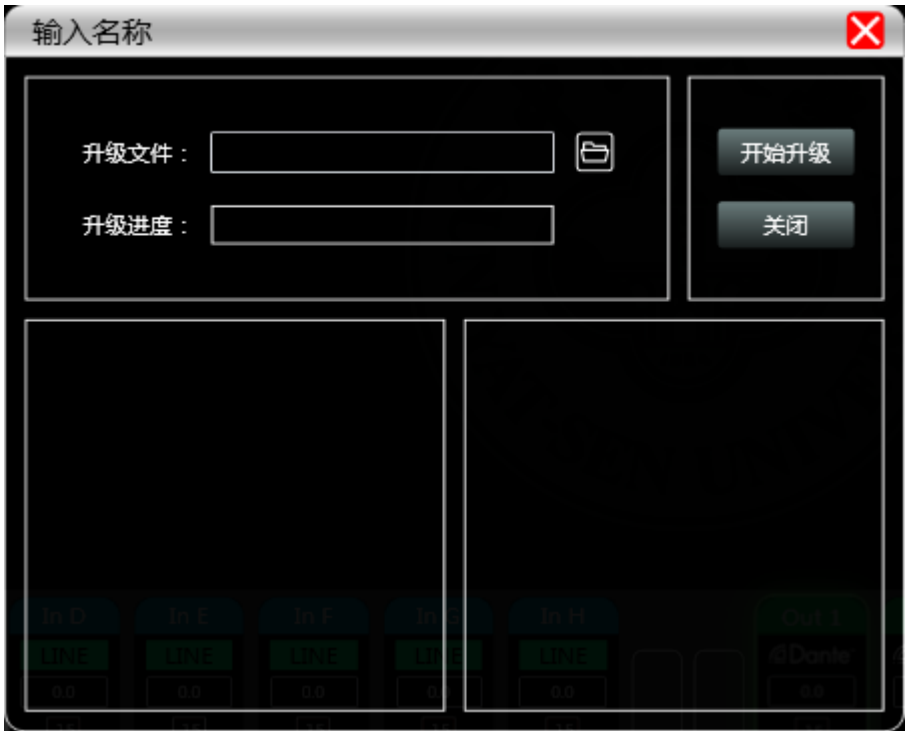 输入名称
升级文件：
开始升级
升级进度：
关闭
In D In E In F In G In H Out 1
LINE LINE LINE LINE LINE Dante
0.0 0.0 0.0 0.0 0.0 0.0